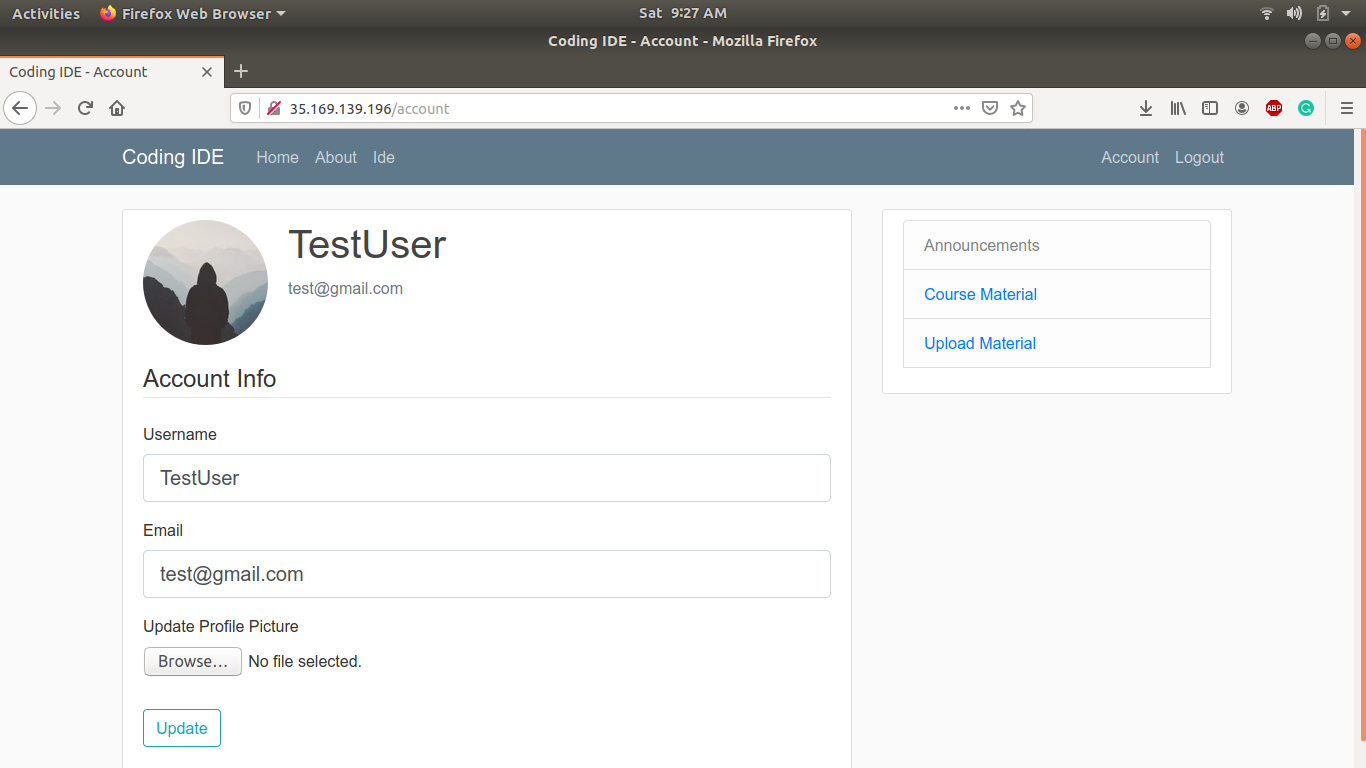 Activities Firefox Web Browser Sat 9:27 AM
Coding IDE - Account - Mozilla Firefox
Coding IDE - Account
35.169.139.196/account
ABP
G
Coding IDE Home About Ide Account Logout
TestUser
test@gmail.com
Account Info
Username
TestUser
Email
test@gmail.com
Update Profile Picture
Browse... No file selected.
Update
Announcements
Course Material
Upload Material